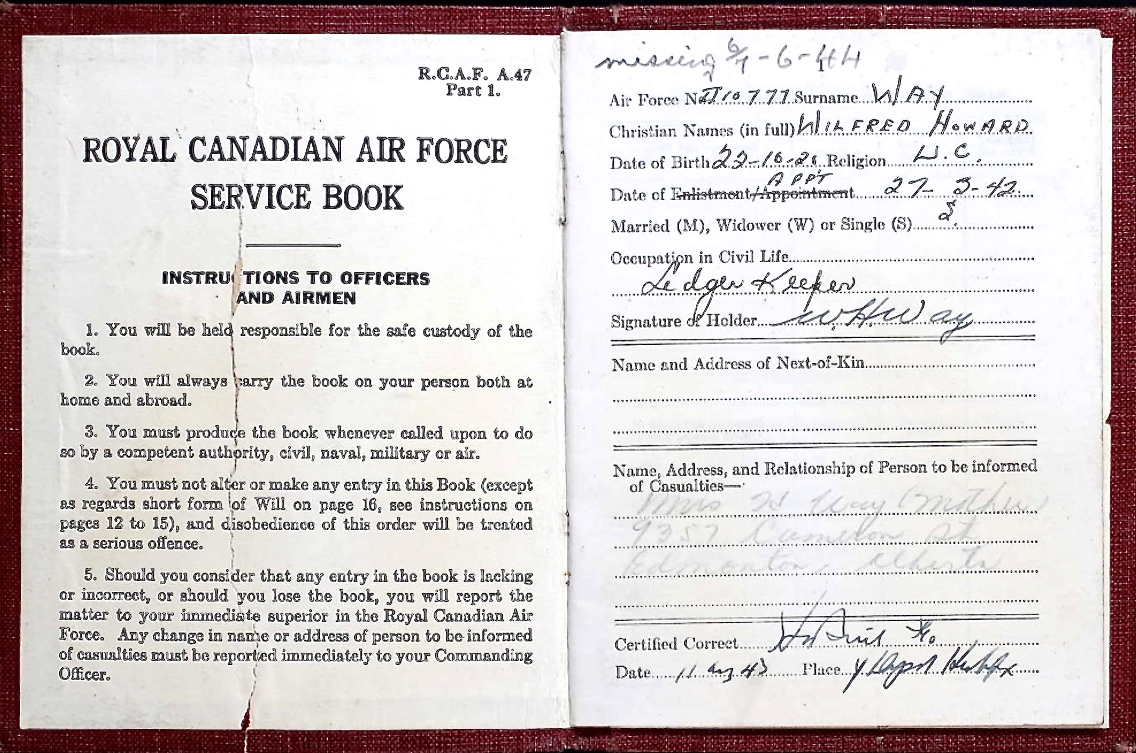 R.C.A.F. A.47
Part 1.
ROYAL CANADIAN AIR FORCE
SERVICE BOOK
INSTRUCTIONS TO OFFICERS
AND AIRMEN
1. You will be held responsible for the safe custody of the
book.
2. You will always carry the book on your person both at
home and abroad.
3. You must produce the book whenever called upon to do
so by a competent authority, civil, naval, military or air.
4. You must not alter or make any entry in this Book (except
as regards short form of Will on page 16, see instructions on
pages 12 to 15), and disobedience of this order will be treated
as a serious offence.
5. Should you consider that any entry in the book is lacking
or incorrect, or should you lose the book, you will report the
matter to your immediate superior in the Royal Canadian Air
Force. Any change in name or address of person to be informed
of casualties must be reported immediately to your Commanding
Officer.
missing -6-44
Air Force No. Surname WAY
Christian Names (in full) WILFRED HOWARD
Date of Birth Religion U.C.
APPT
Date of Enlistment/Appointment 27-3-42
Married (M), Widower (W) or Single (S) S
Occupation in Civil Life
Ledger Keeper
Signature of Holder W.H.Way
Name and Address of Next-of-Kin
Name, Address, and Relationship of Person to be informed
of Casualties—
Mrs H Way (Mother)
9357 Cameron St
Edmonton, Alberta
Certified Correct
Date 11 Aug 43 Place